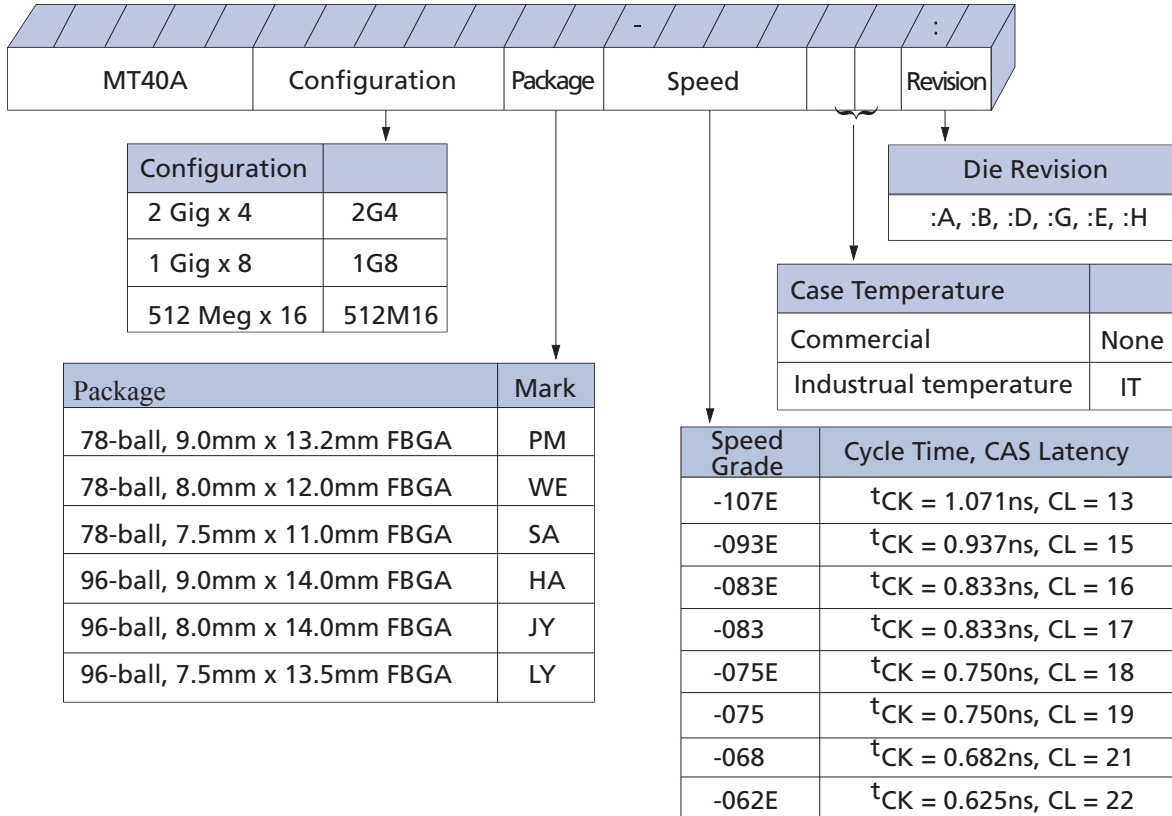 - :
MT40A Configuration Package Speed Revision
Configuration
2 Gig x 4 2G4
1 Gig x 8 1G8
512 Meg x 16 512M16
Die Revision
:A, :B, :D, :G, :E, :H
Case Temperature
Commercial None
Industrual temperature IT
Package Mark
78-ball, 9.0mm x 13.2mm FBGA PM
78-ball, 8.0mm x 12.0mm FBGA WE
78-ball, 7.5mm x 11.0mm FBGA SA
96-ball, 9.0mm x 14.0mm FBGA HA
96-ball, 8.0mm x 14.0mm FBGA JY
96-ball, 7.5mm x 13.5mm FBGA LY
Speed Grade Cycle Time, CAS Latency
-107E tCK = 1.071ns, CL = 13
-093E tCK = 0.937ns, CL = 15
-083E tCK = 0.833ns, CL = 16
-083 tCK = 0.833ns, CL = 17
-075E tCK = 0.750ns, CL = 18
-075 tCK = 0.750ns, CL = 19
-068 tCK = 0.682ns, CL = 21
-062E tCK = 0.625ns, CL = 22